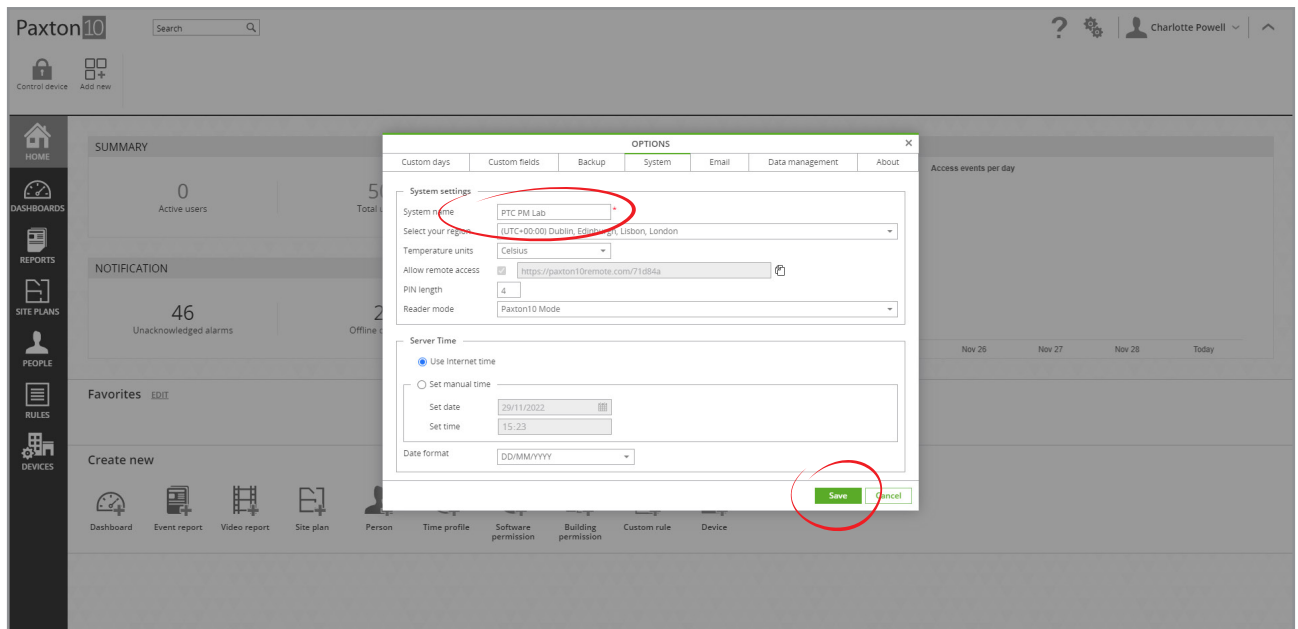 Paxton10
Search
Charlotte Powell
Control device
Add new
HOME
DASHBOARDS
REPORTS
SITE PLANS
PEOPLE
RULES
DEVICES
SUMMARY
0
Active users
50
Total
NOTIFICATION
46
Unacknowledged alarms
2
Offline
Access events per day
Nov 26 Nov 27 Nov 28 Today
Favorites EDIT
Create new
Dashboard Event report Video report Site plan Person Time profile Software permission Building permission Custom rule Device
OPTIONS
Custom days Custom fields Backup System Email Data management About
System settings
System name PTC PM Lab *
Select your region (UTC+00:00) Dublin, Edinburgh, Lisbon, London
Temperature units Celsius
Allow remote access https://paxton10remote.com/71d84a
PIN length 4
Reader mode Paxton10 Mode
Server Time
Use Internet time
Set manual time
Set date 29/11/2022
Set time 15:23
Date format DD/MM/YYYY
Save Cancel